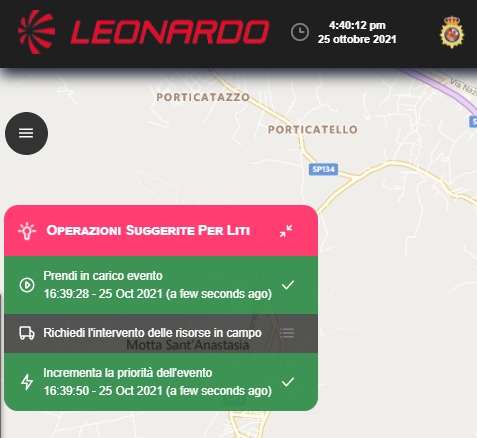 LEONARDO
4:40:12 pm
25 ottobre 2021
Via Naz
PORTICATAZZO
PORTICATELLO
SP134
OPERAZIONI SUGGERITE PER LITI
Prendi in carico evento
16:39:28 - 25 Oct 2021 (a few seconds ago)
Richiedi l'intervento delle risorse in campo
Motta Sant'Anastasia
Incrementa la priorità dell'evento
16:39:50 - 25 Oct 2021 (a few seconds ago)